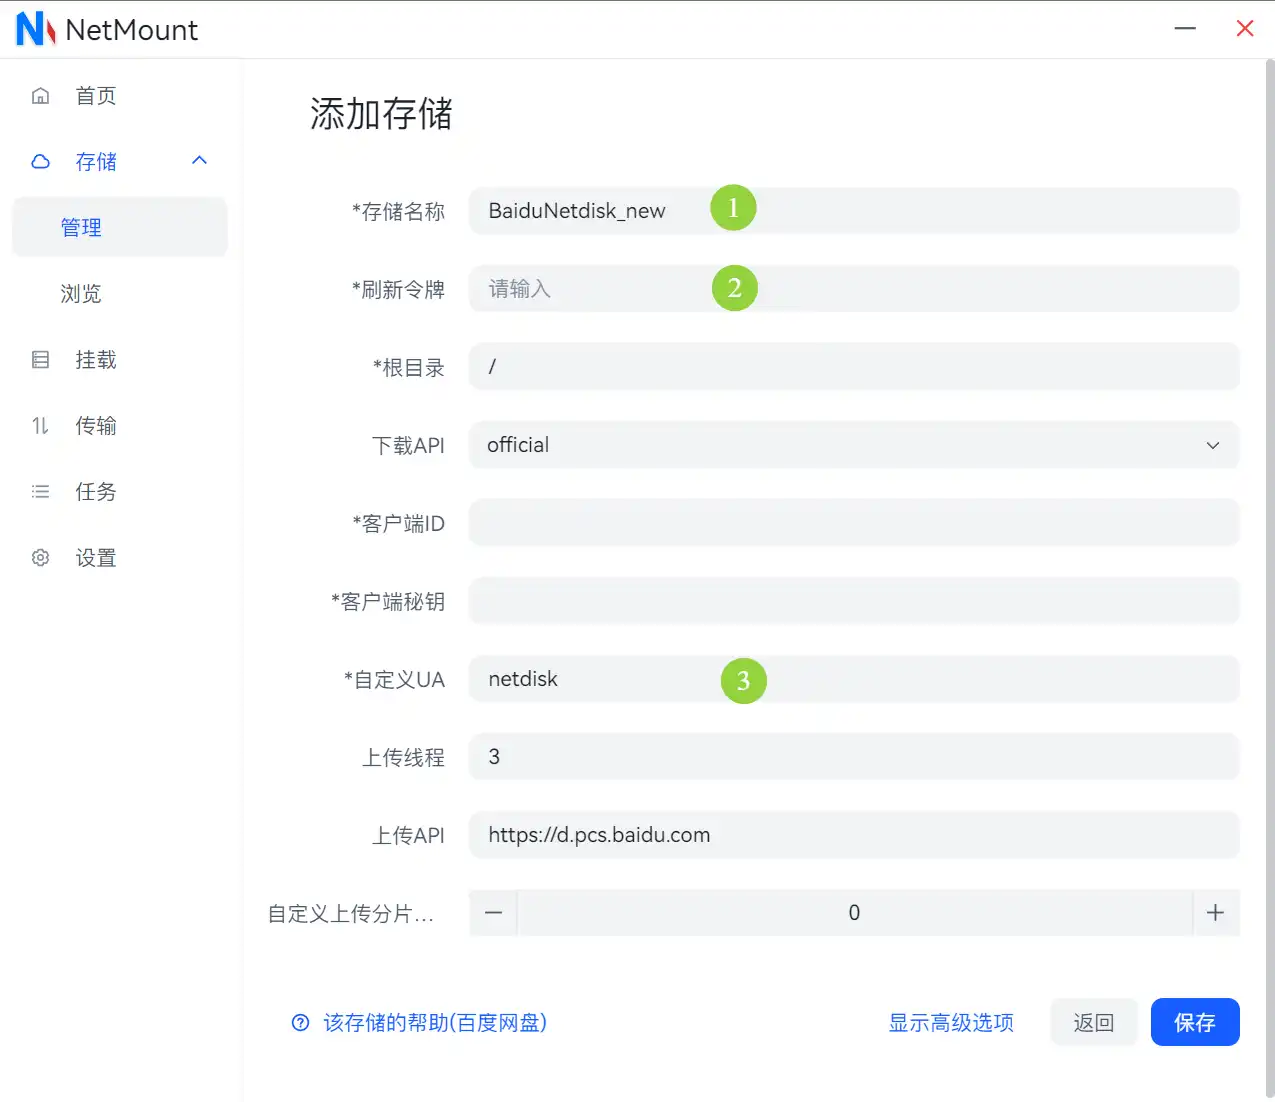 NetMount
首页
存储
管理
浏览
挂载
传输
任务
设置
添加存储
*存储名称 BaiduNetdisk_new 1
*刷新令牌 请输入 2
*根目录 /
下载API official
*客户端ID
*客户端秘钥
*自定义UA netdisk 3
上传线程 3
上传API https://d.pcs.baidu.com
自定义上传分片... 0
该存储的帮助(百度网盘) 显示高级选项 返回 保存